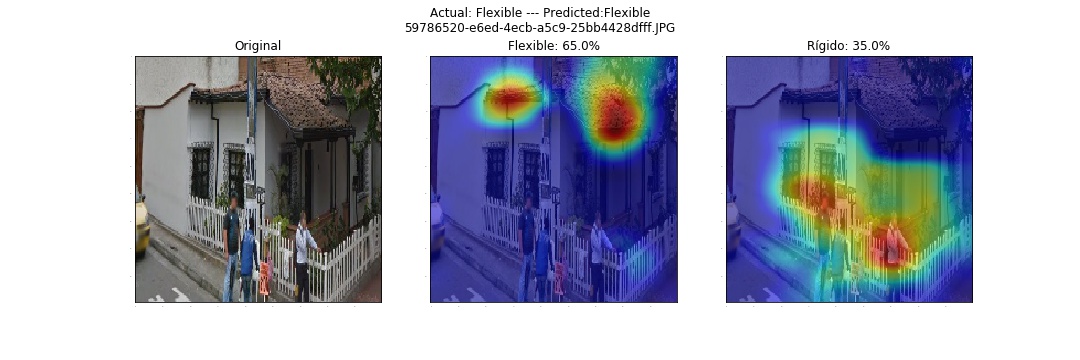 Actual: Flexible --- Predicted:Flexible
59786520-e6ed-4ecb-a5c9-25bb4428dfff.JPG
Original
Flexible: 65.0%
Rígido: 35.0%